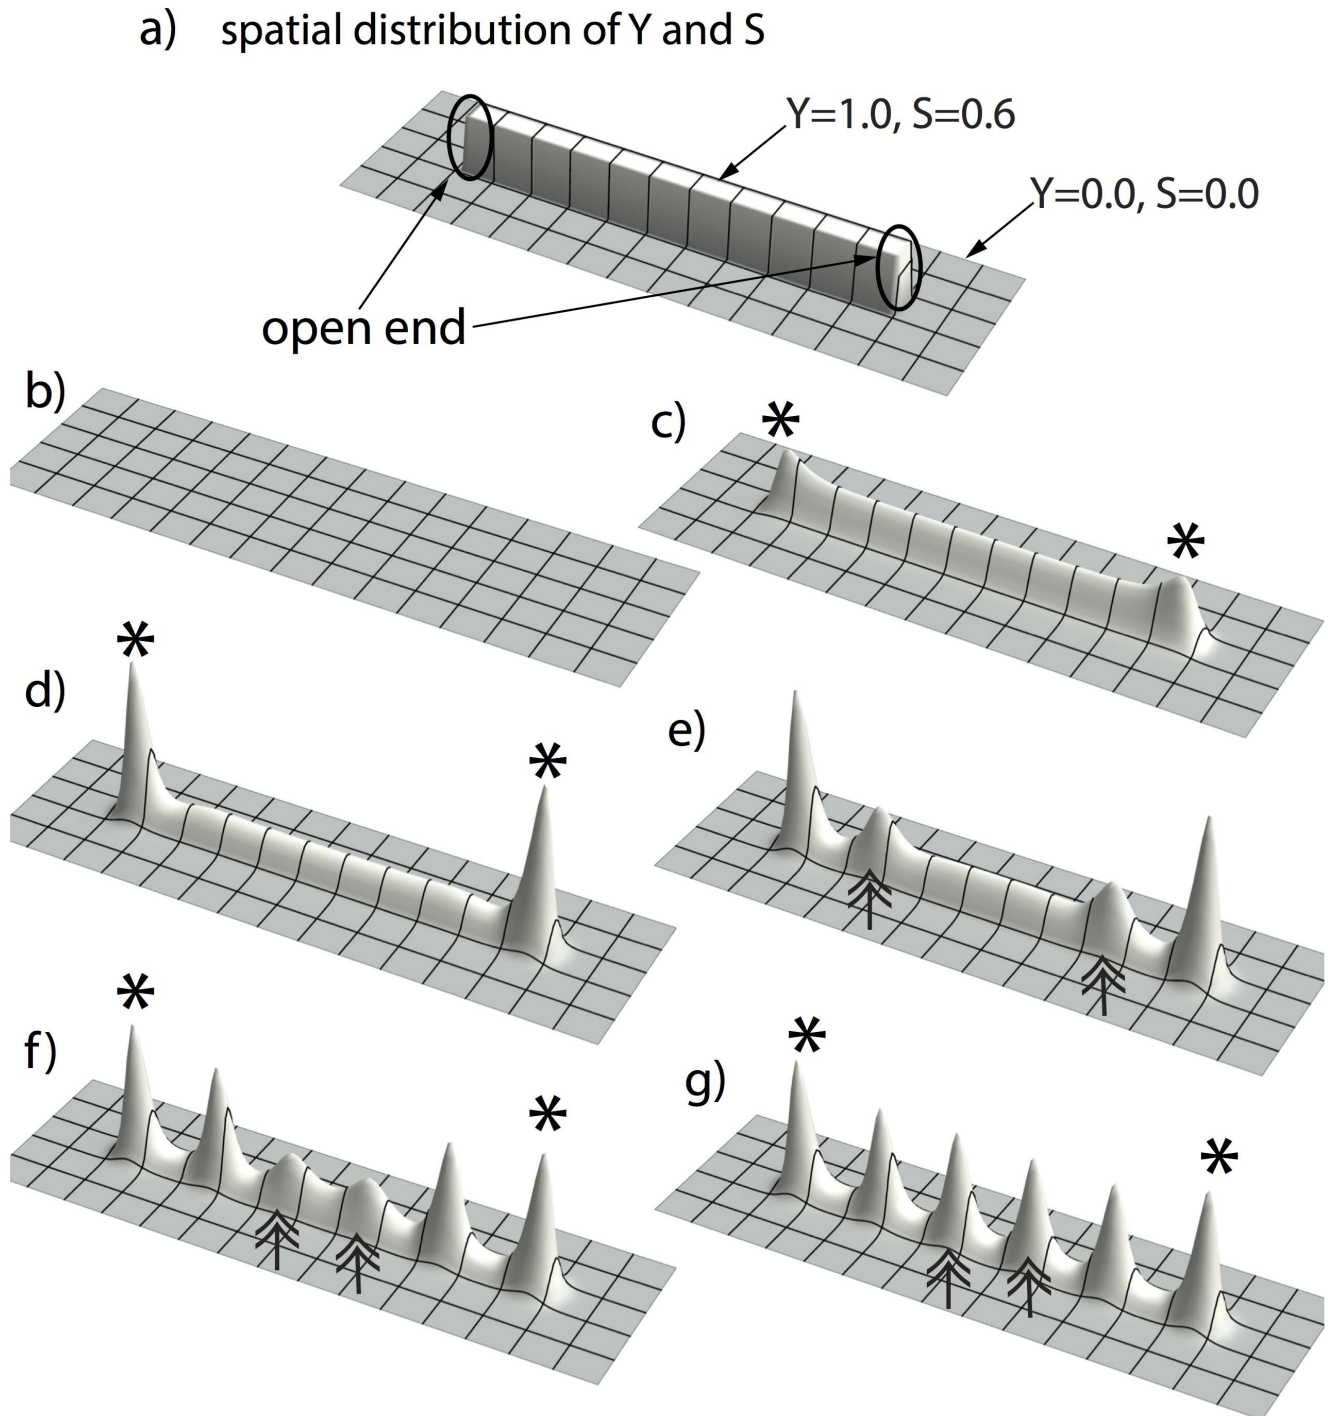 a) spatial distribution of Y and S
Y=1.0, S=0.6
Y=0.0, S=0.0
open end
b)
c)
*
*
d)
*
*
e)
f)
*
*
g)
*
*